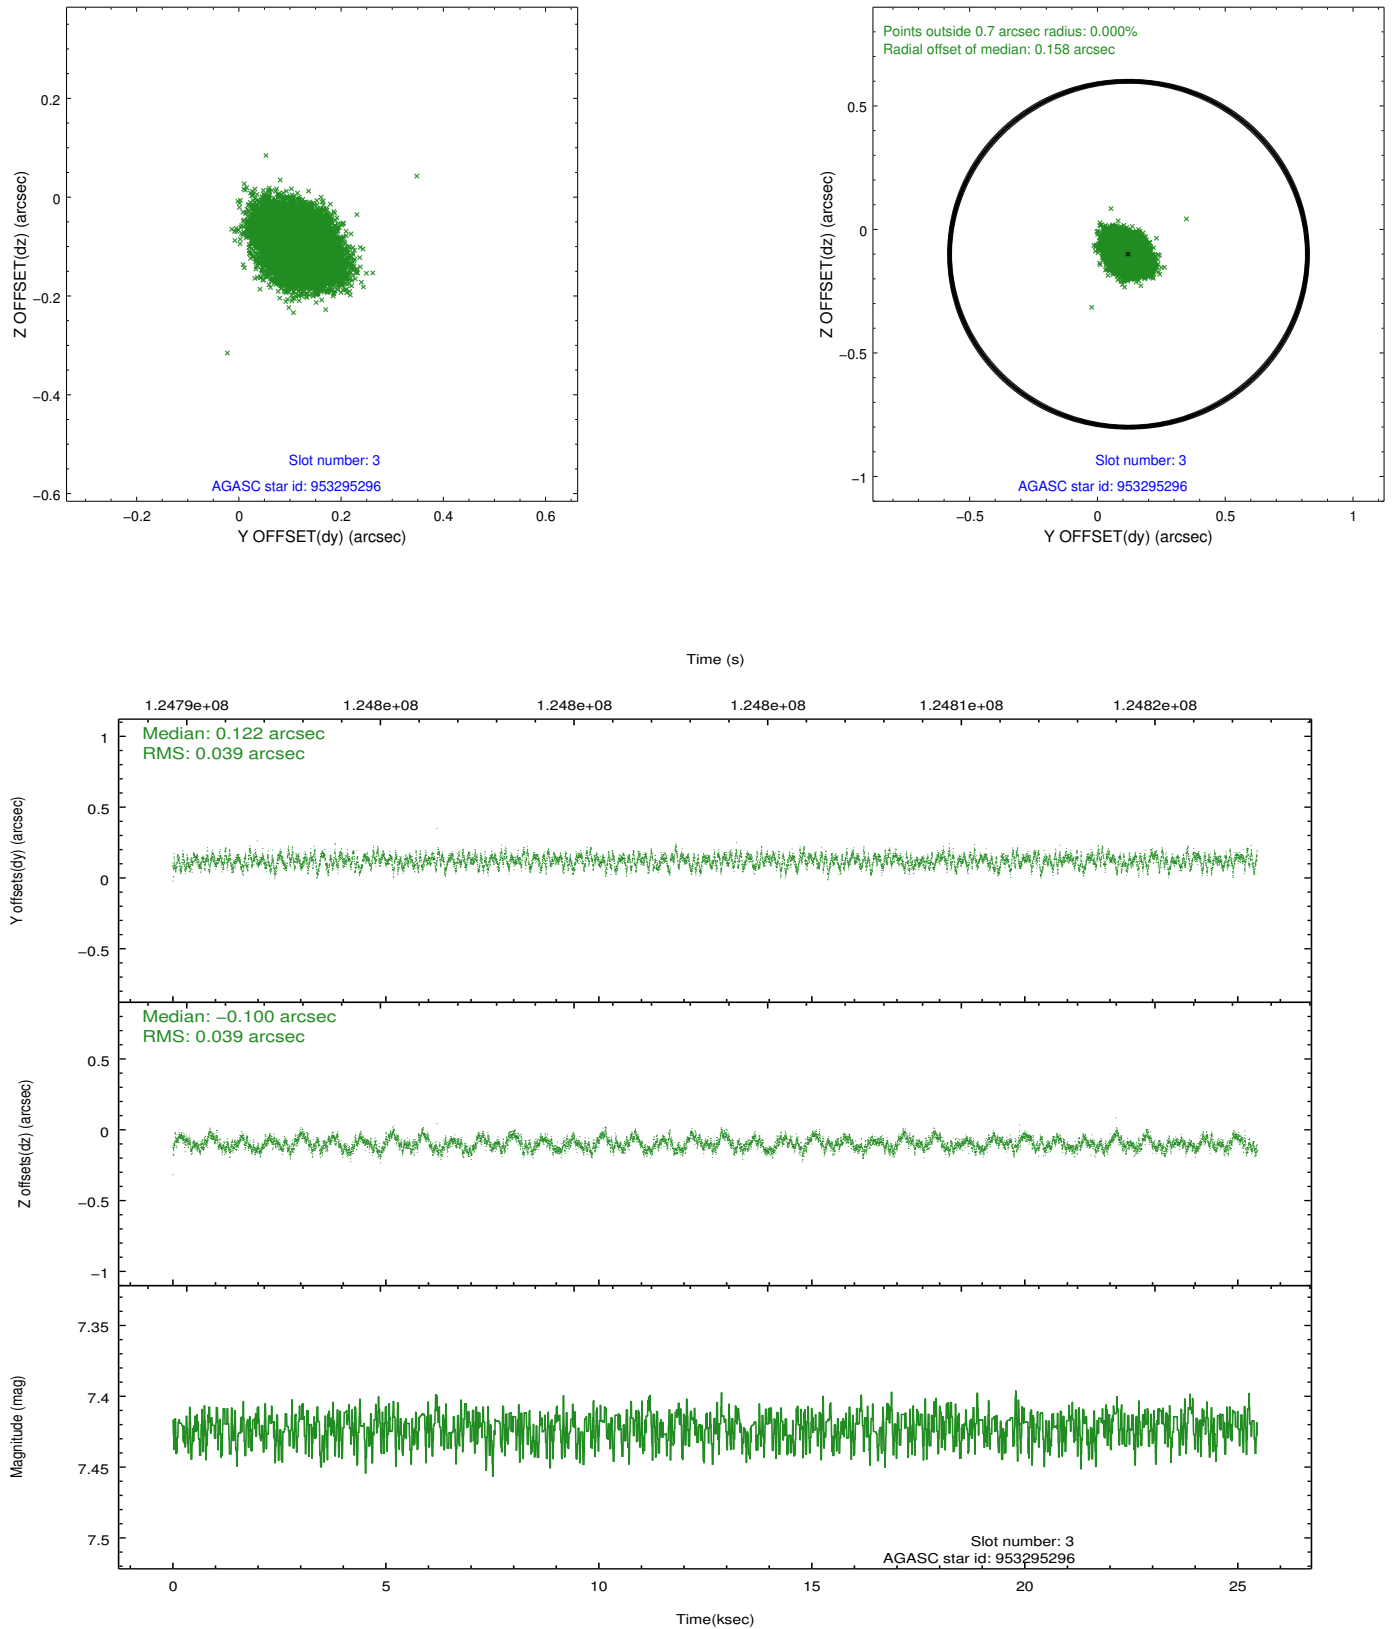 0.2
0
−0.2
−0.4
−0.6
Z OFFSET(dz) (arcsec)
Slot number: 3
AGASC star id: 953295296
−0.2 0 0.2 0.4 0.6
Y OFFSET(dy) (arcsec)
Points outside 0.7 arcsec radius: 0.000%
Radial offset of median: 0.158 arcsec
0.5
0
−0.5
−1
Z OFFSET(dz) (arcsec)
Slot number: 3
AGASC star id: 953295296
−0.5 0 0.5 1
Y OFFSET(dy) (arcsec)
Time (s)
1.2479e+08 1.248e+08 1.248e+08 1.248e+08 1.2481e+08 1.2482e+08
Median: 0.122 arcsec
RMS: 0.039 arcsec
1
0.5
0
−0.5
Y offsets(dy) (arcsec)
Median: −0.100 arcsec
RMS: 0.039 arcsec
0.5
0
−0.5
−1
Z offsets(dz) (arcsec)
7.35
7.4
7.45
7.5
Magnitude (mag)
Slot number: 3
AGASC star id: 953295296
0 5 10 15 20 25
Time(ksec)